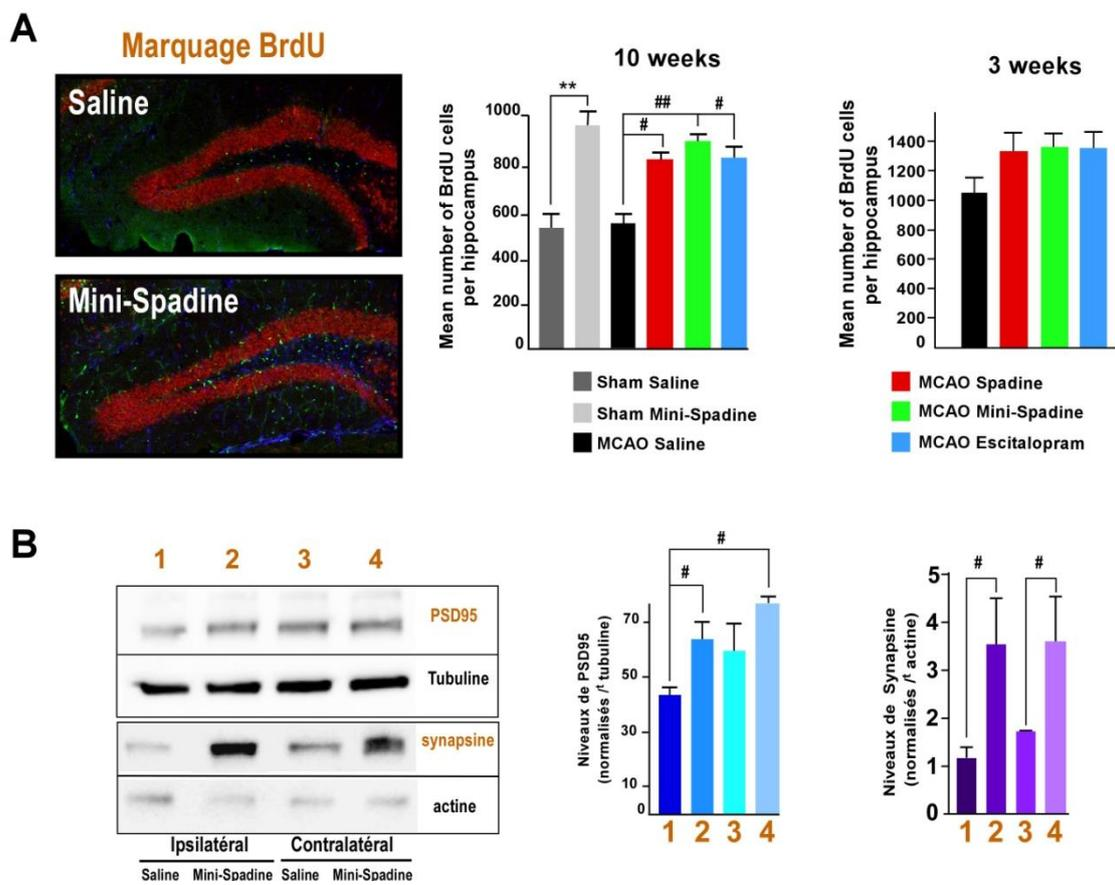 A
Marquage BrdU
Saline
Mini-Spadine
10 weeks
Mean number of BrdU cells
per hippocampus
1000
800
600
400
200
0
**
#
##
#
3 weeks
Mean number of BrdU cells
per hippocampus
1400
1200
1000
800
600
400
200
0
Sham Saline
Sham Mini-Spadine
MCAO Saline
MCAO Spadine
MCAO Mini-Spadine
MCAO Escitalopram
B
1 2 3 4
PSD95
Tubuline
synapsine
actine
Ipsilatéral Contralatéral
Saline Mini-Spadine Saline Mini-Spadine
Niveaux de PSD95
(normalisés /t tubuline)
70
50
30
10
0
#
#
1 2 3 4
Niveaux de Synapsine
(normalisés /t actine)
5
4
3
2
1
0
#
#
1 2 3 4